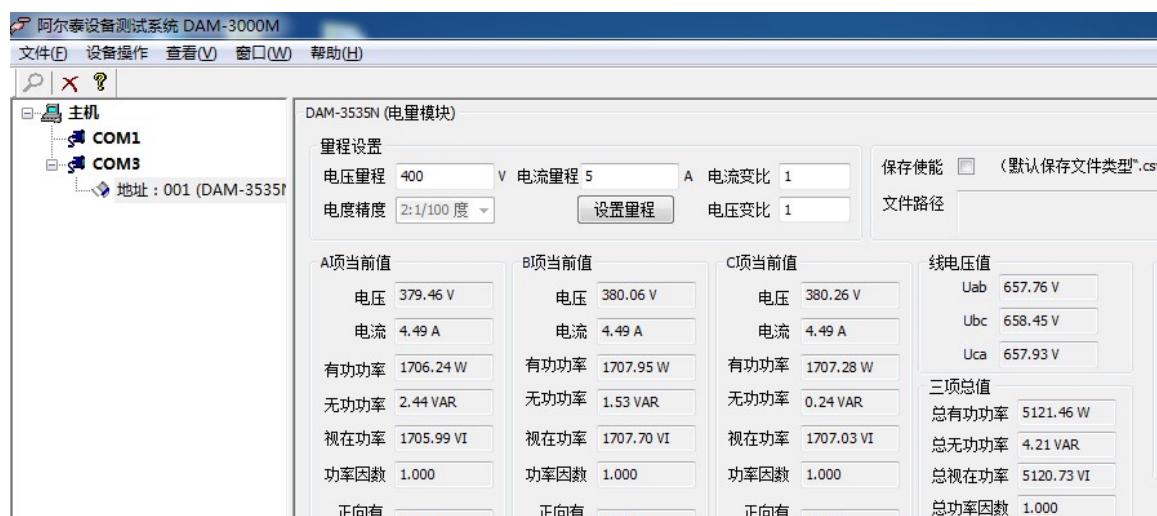 阿尔泰设备测试系统 DAM-3000M
文件(F) 设备操作 查看(V) 窗口(W) 帮助(H)
主机
COM1
COM3
地址：001 (DAM-3535N
DAM-3535N (电量模块)
量程设置
电压量程 400 V 电流量程 5 A 电流变比 1
电度精度 2:1/100 度 设置量程 电压变比 1
保存使能 （默认保存文件类型".cs
文件路径
A项当前值
电压 379.46 V
电流 4.49 A
有功功率 1706.24 W
无功功率 2.44 VAR
视在功率 1705.99 VI
功率因数 1.000
正向有
B项当前值
电压 380.06 V
电流 4.49 A
有功功率 1707.95 W
无功功率 1.53 VAR
视在功率 1707.70 VI
功率因数 1.000
正向有
C项当前值
电压 380.26 V
电流 4.49 A
有功功率 1707.28 W
无功功率 0.24 VAR
视在功率 1707.03 VI
功率因数 1.000
正向有
线电压值
Uab 657.76 V
Ubc 658.45 V
Uca 657.93 V
三项总值
总有功功率 5121.46 W
总无功功率 4.21 VAR
总视在功率 5120.73 VI
总功率因数 1.000